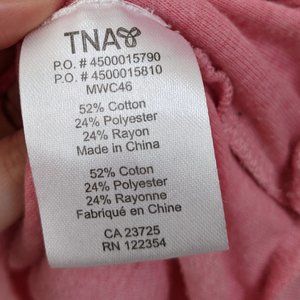 TNA
P.O. # 4500015790
P.O. # 4500015810
MWC46
52% Cotton
24% Polyester
24% Rayon
Made in China
52% Coton
24% Polyester
24% Rayonne
Fabriqué en Chine
CA 23725
RN 122354